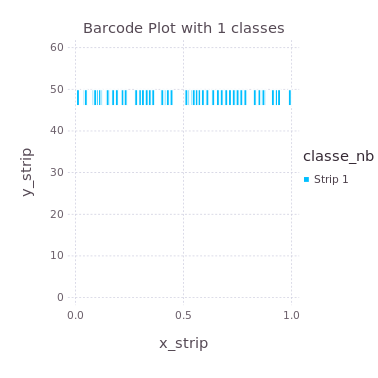 Barcode Plot with 1 classes
60
50
40
30
20
10
0
y_strip
0.0
0.5
1.0
x_strip
classe_nb
Strip 1